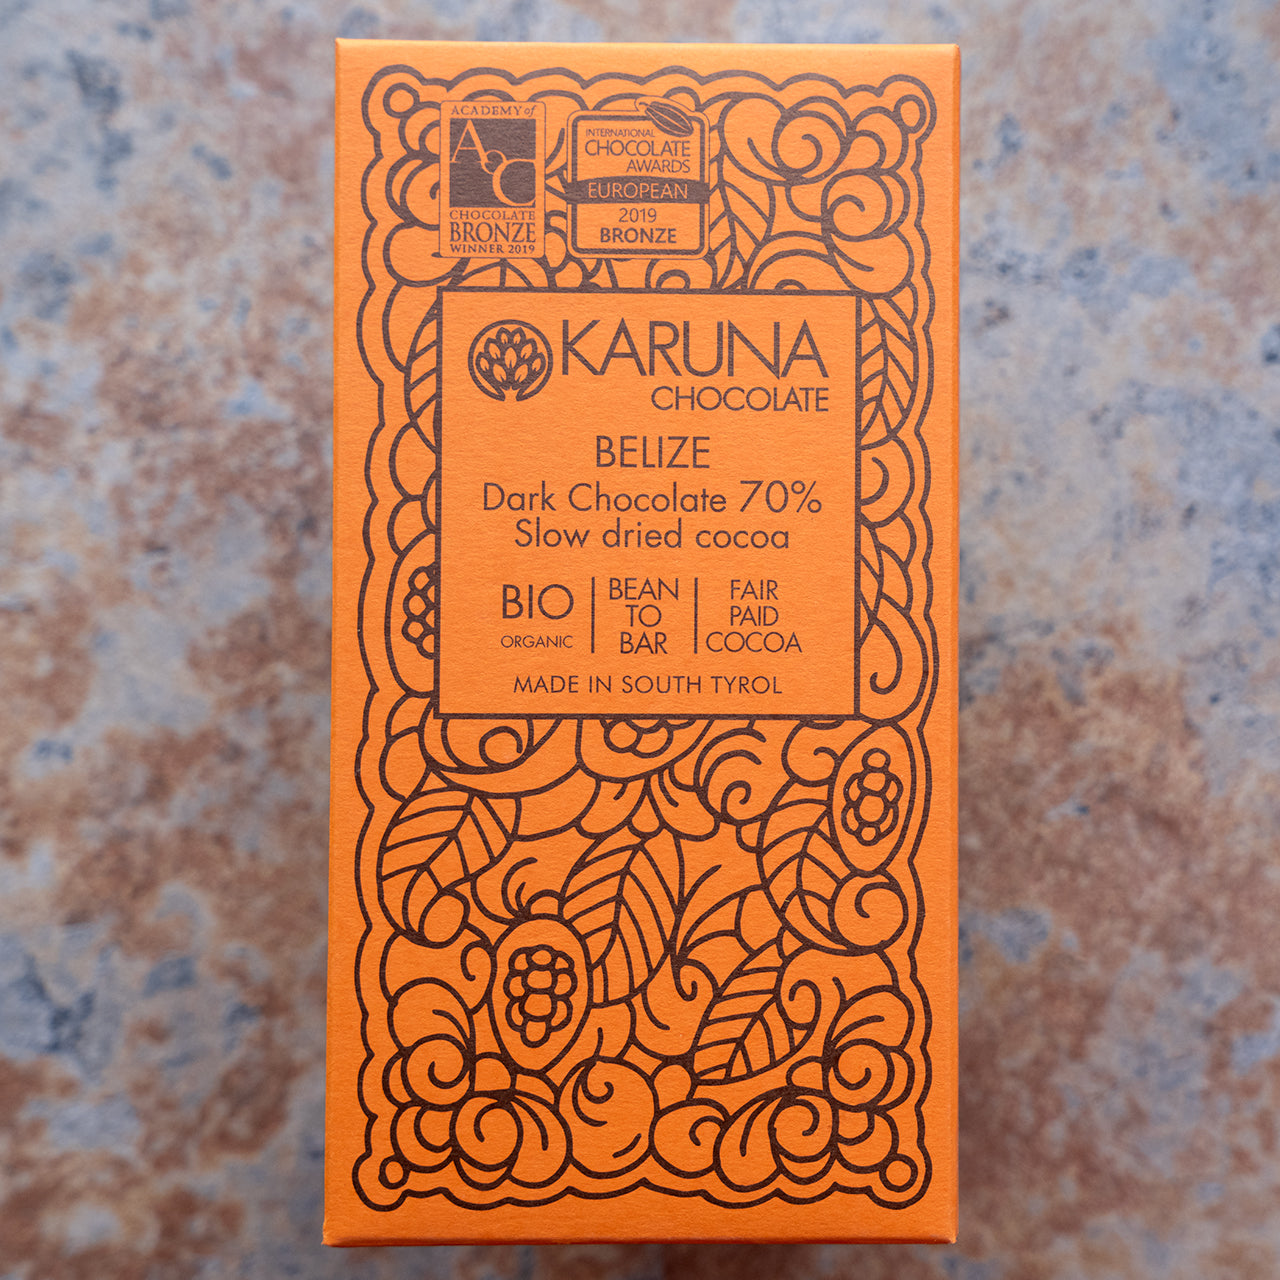 ACADEMY of
A&C
CHOCOLATE
BRONZE
WINNER 2019
INTERNATIONAL
CHOCOLATE
AWARDS
EUROPEAN
2019
BRONZE
KARUNA
CHOCOLATE
BELIZE
Dark Chocolate 70%
Slow dried cocoa
BIO
ORGANIC
BEAN
TO
BAR
FAIR
PAID
COCOA
MADE IN SOUTH TYROL